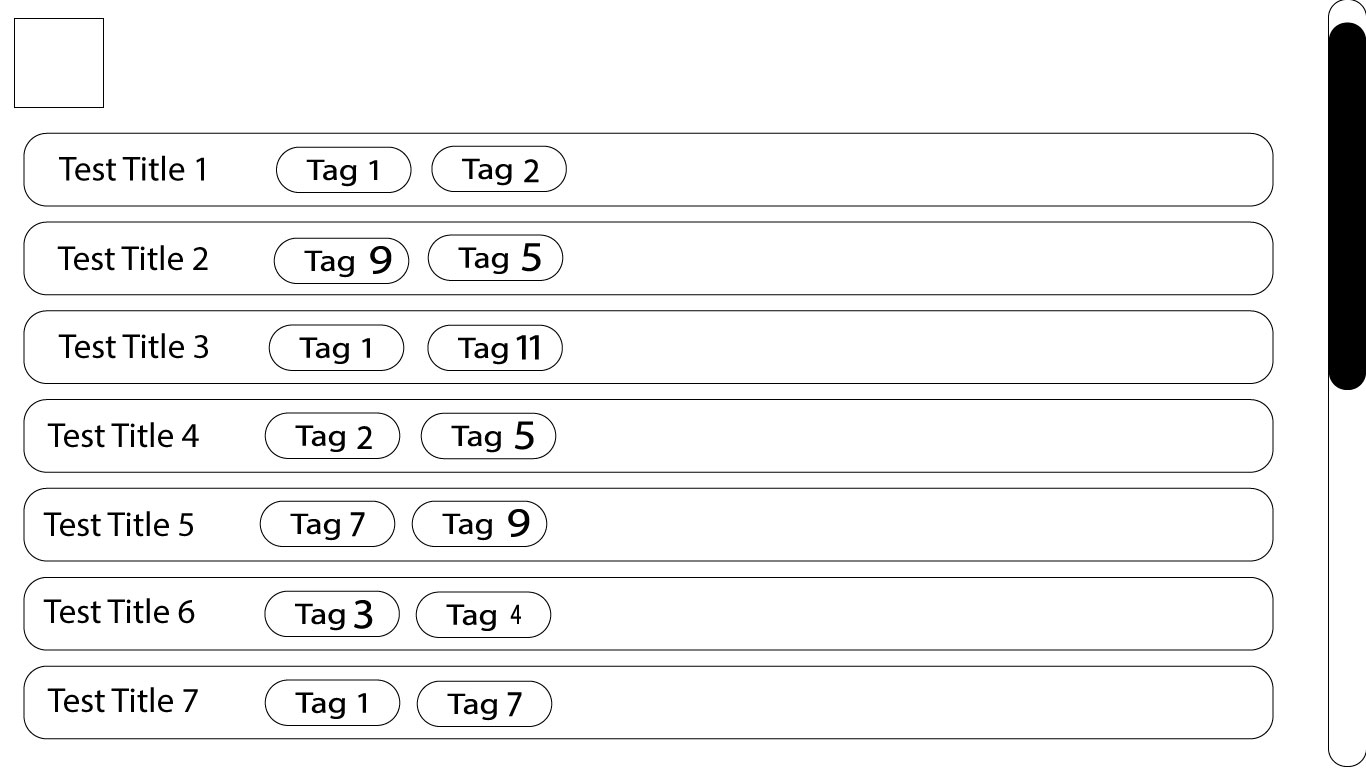 Test Title 1 Tag 1 Tag 2
Test Title 2 Tag 9 Tag 5
Test Title 3 Tag 1 Tag 11
Test Title 4 Tag 2 Tag 5
Test Title 5 Tag 7 Tag 9
Test Title 6 Tag 3 Tag 4
Test Title 7 Tag 1 Tag 7